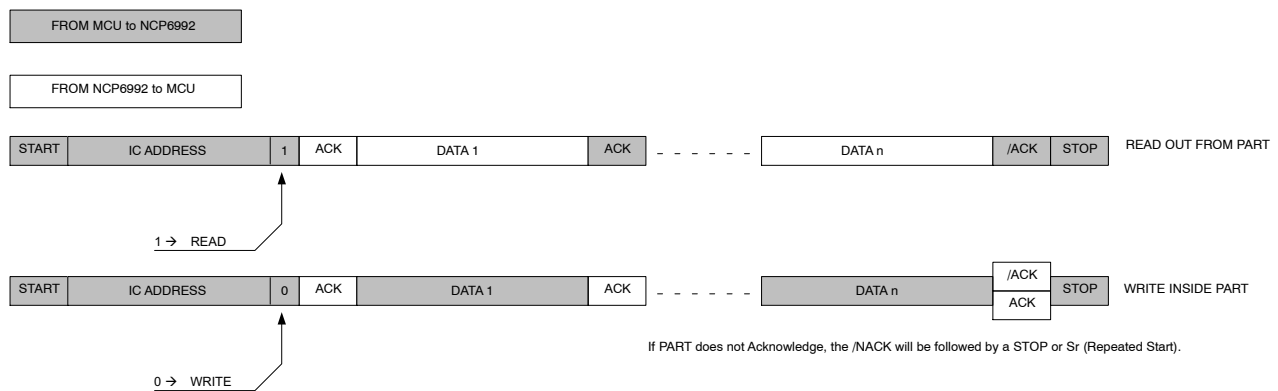 FROM MCU to NCP6992
FROM NCP6992 to MCU
START IC ADDRESS 1 ACK DATA 1 ACK DATA n /ACK STOP READ OUT FROM PART
1 → READ
START IC ADDRESS 0 ACK DATA 1 ACK DATA n /ACK ACK STOP WRITE INSIDE PART
If PART does not Acknowledge, the /NACK will be followed by a STOP or Sr (Repeated Start).
0 → WRITE